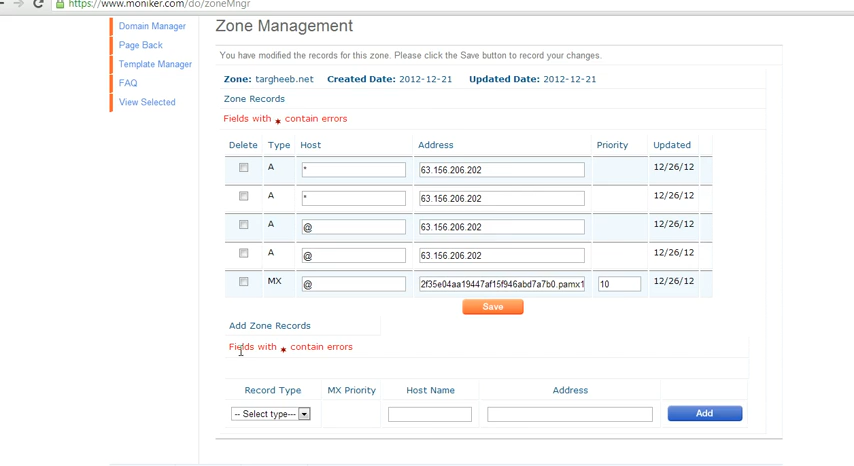 https://www.moniker.com/do/zoneMngr
Domain Manager
Page Back
Template Manager
FAQ
View Selected
Zone Management
You have modified the records for this zone. Please click the Save button to record your changes.
Zone: targheeb.net Created Date: 2012-12-21 Updated Date: 2012-12-21
Zone Records
Fields with * contain errors
Delete Type Host Address Priority Updated
A * 63.156.206.202 12/26/12
A * 63.156.206.202 12/26/12
A @ 63.156.206.202 12/26/12
A @ 63.156.206.202 12/26/12
MX @ 2f35e04aa19447af15f946abd7a7b0.pamx1 10 12/26/12
Save
Add Zone Records
Fields with * contain errors
Record Type MX Priority Host Name Address
-- Select type--- Add